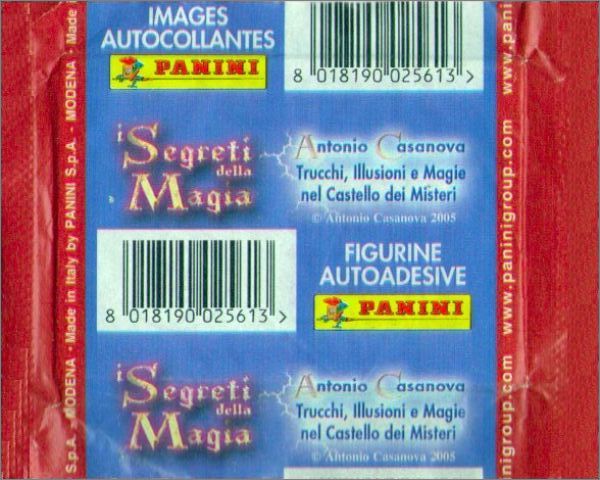 IMAGES
AUTOCOLLANTES
PANINI
8 018190 025613 >
i Segreti
della
Magia
Antonio Casanova
Trucchi, Illusioni e Magie
nel Castello dei Misteri
© Antonio Casanova 2005
8 018190 025613 >
FIGURINE
AUTOADESIVE
PANINI
i Segreti
della
Magia
Antonio Casanova
Trucchi, Illusioni e Magie
nel Castello dei Misteri
© Antonio Casanova 2005
S.p.A. - MODENA - Made in Italy by PANINI S.p.A. - MODENA - Made
paninigroup.com www.paninigroup.com www.pani